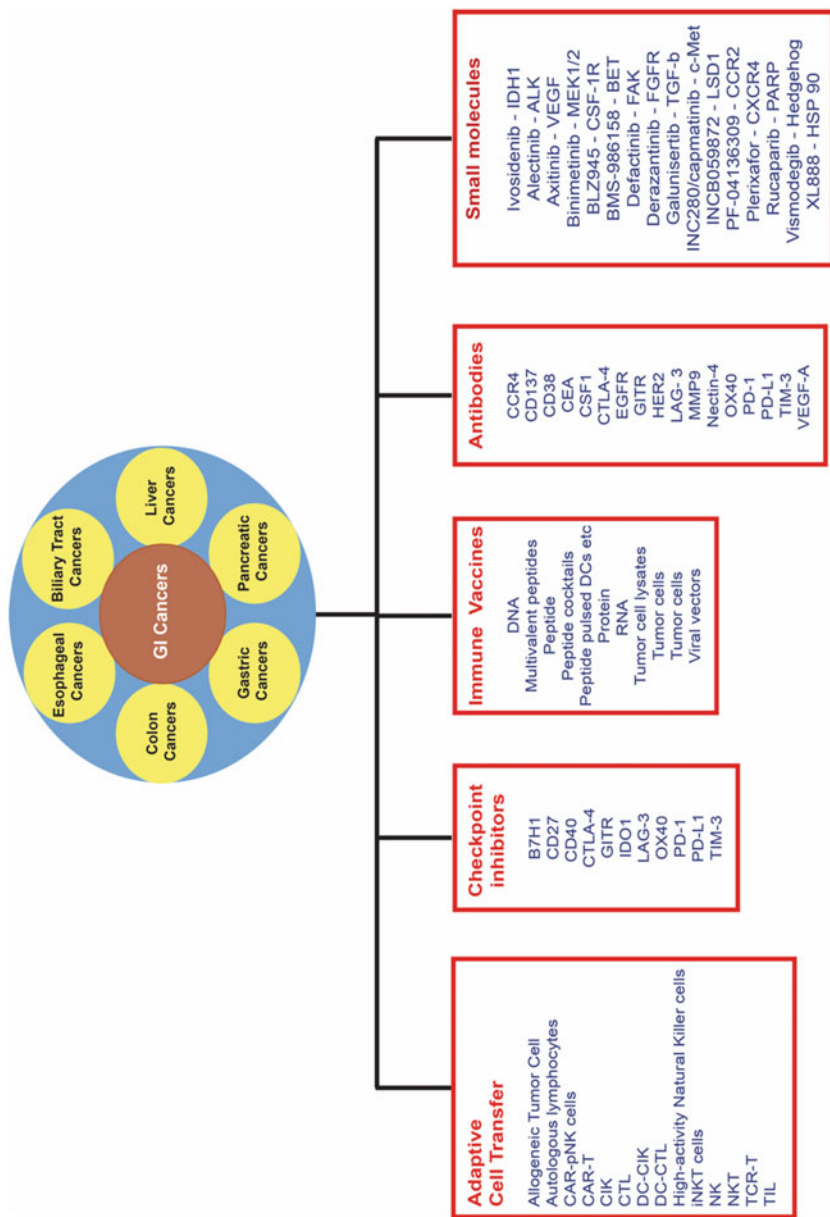 Esophageal
Cancers
Biliary Tract
Cancers
Colon
Cancers
GI Cancers
Liver
Cancers
Gastric
Cancers
Pancreatic
Cancers
Adaptive
Cell Transfer
Allogeneic Tumor Cell
Autologous lymphocytes
CAR-pNK cells
CAR-T
CIK
CTL
DC-CIK
DC-CTL
High-activity Natural Killer cells
iNKT cells
NK
NKT
TCR-T
TIL
Checkpoint
inhibitors
B7H1
CD27
CD40
CTLA-4
GITR
IDO1
LAG-3
OX40
PD-1
PD-L1
TIM-3
Immune Vaccines
DNA
Multivalent peptides
Peptide
Peptide cocktails
Peptide pulsed DCs etc
Protein
RNA
Tumor cell lysates
Tumor cells
Tumor cells
Viral vectors
Antibodies
CCR4
CD137
CD38
CEA
CSF1
CTLA-4
EGFR
GITR
HER2
LAG- 3
MMP9
Nectin-4
OX40
PD-1
PD-L1
TIM-3
VEGF-A
Small molecules
Ivosidenib - IDH1
Alectinib - ALK
Axitinib - VEGF
Binimetinib - MEK1/2
BLZ945 - CSF-1R
BMS-986158 - BET
Defactinib - FAK
Derazantinib - FGFR
Galunisertib - TGF-b
INC280/capmatinib - c-Met
INCB059872 - LSD1
PF-04136309 - CCR2
Plerixafor - CXCR4
Rucaparib - PARP
Vismodegib - Hedgehog
XL888 - HSP 90